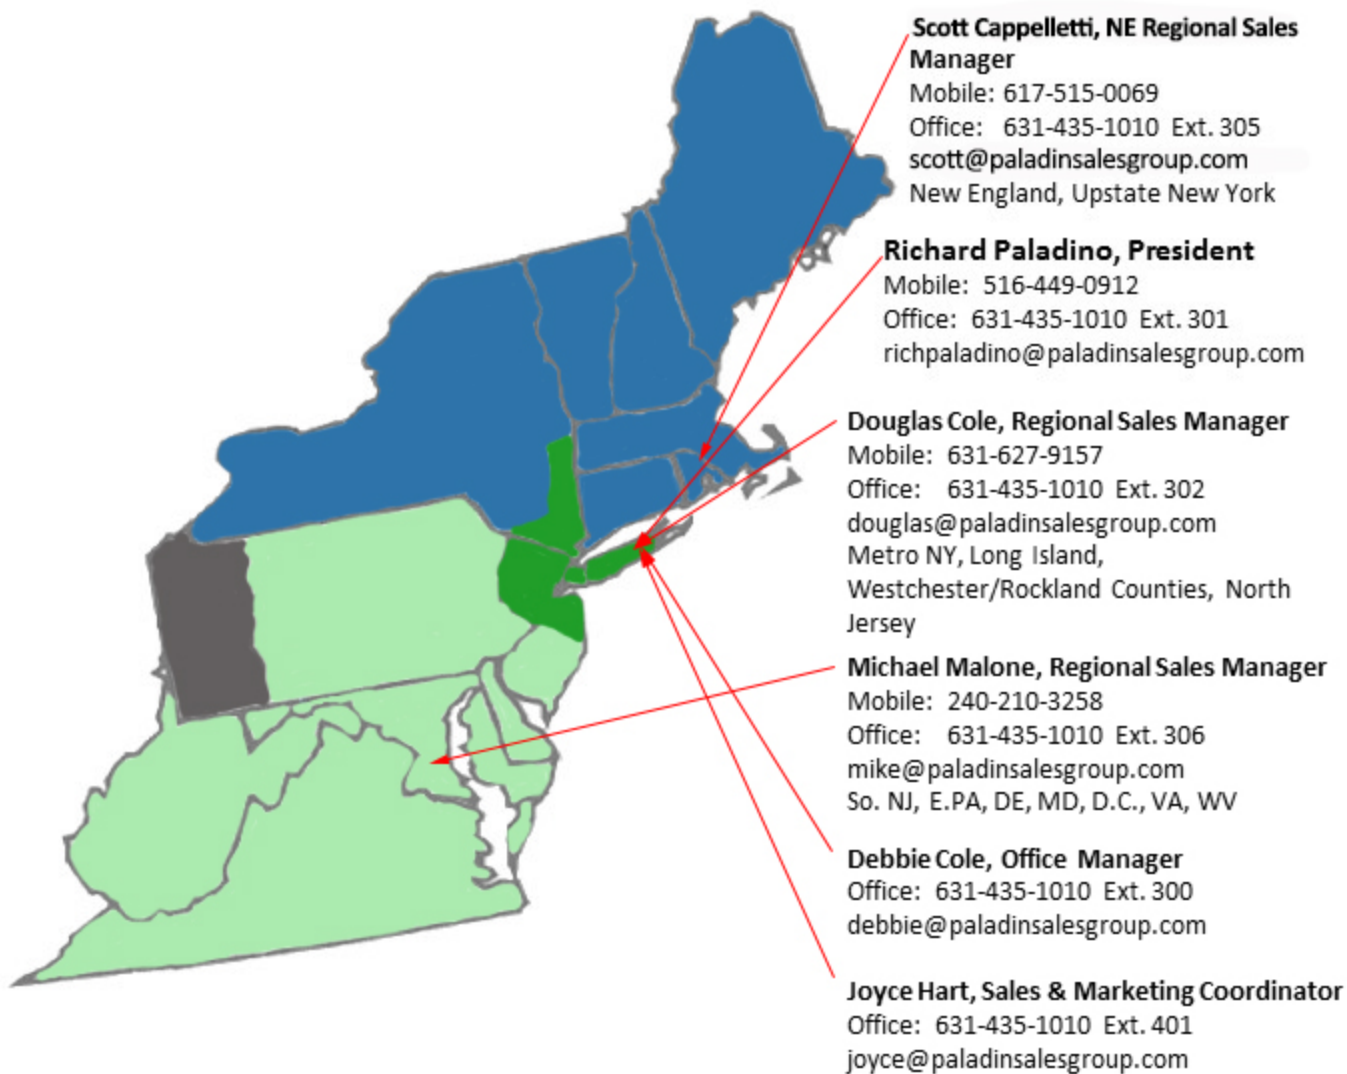 Scott Cappelletti, NE Regional Sales
Manager
Mobile: 617-515-0069
Office: 631-435-1010 Ext. 305
scott@paladinsalesgroup.com
New England, Upstate New York
Richard Paladino, President
Mobile: 516-449-0912
Office: 631-435-1010 Ext. 301
richpaladino@paladinsalesgroup.com
Douglas Cole, Regional Sales Manager
Mobile: 631-627-9157
Office: 631-435-1010 Ext. 302
douglas@paladinsalesgroup.com
Metro NY, Long Island,
Westchester/Rockland Counties, North
Jersey
Michael Malone, Regional Sales Manager
Mobile: 240-210-3258
Office: 631-435-1010 Ext. 306
mike@paladinsalesgroup.com
So. NJ, E.PA, DE, MD, D.C., VA, WV
Debbie Cole, Office Manager
Office: 631-435-1010 Ext. 300
debbie@paladinsalesgroup.com
Joyce Hart, Sales & Marketing Coordinator
Office: 631-435-1010 Ext. 401
joyce@paladinsalesgroup.com